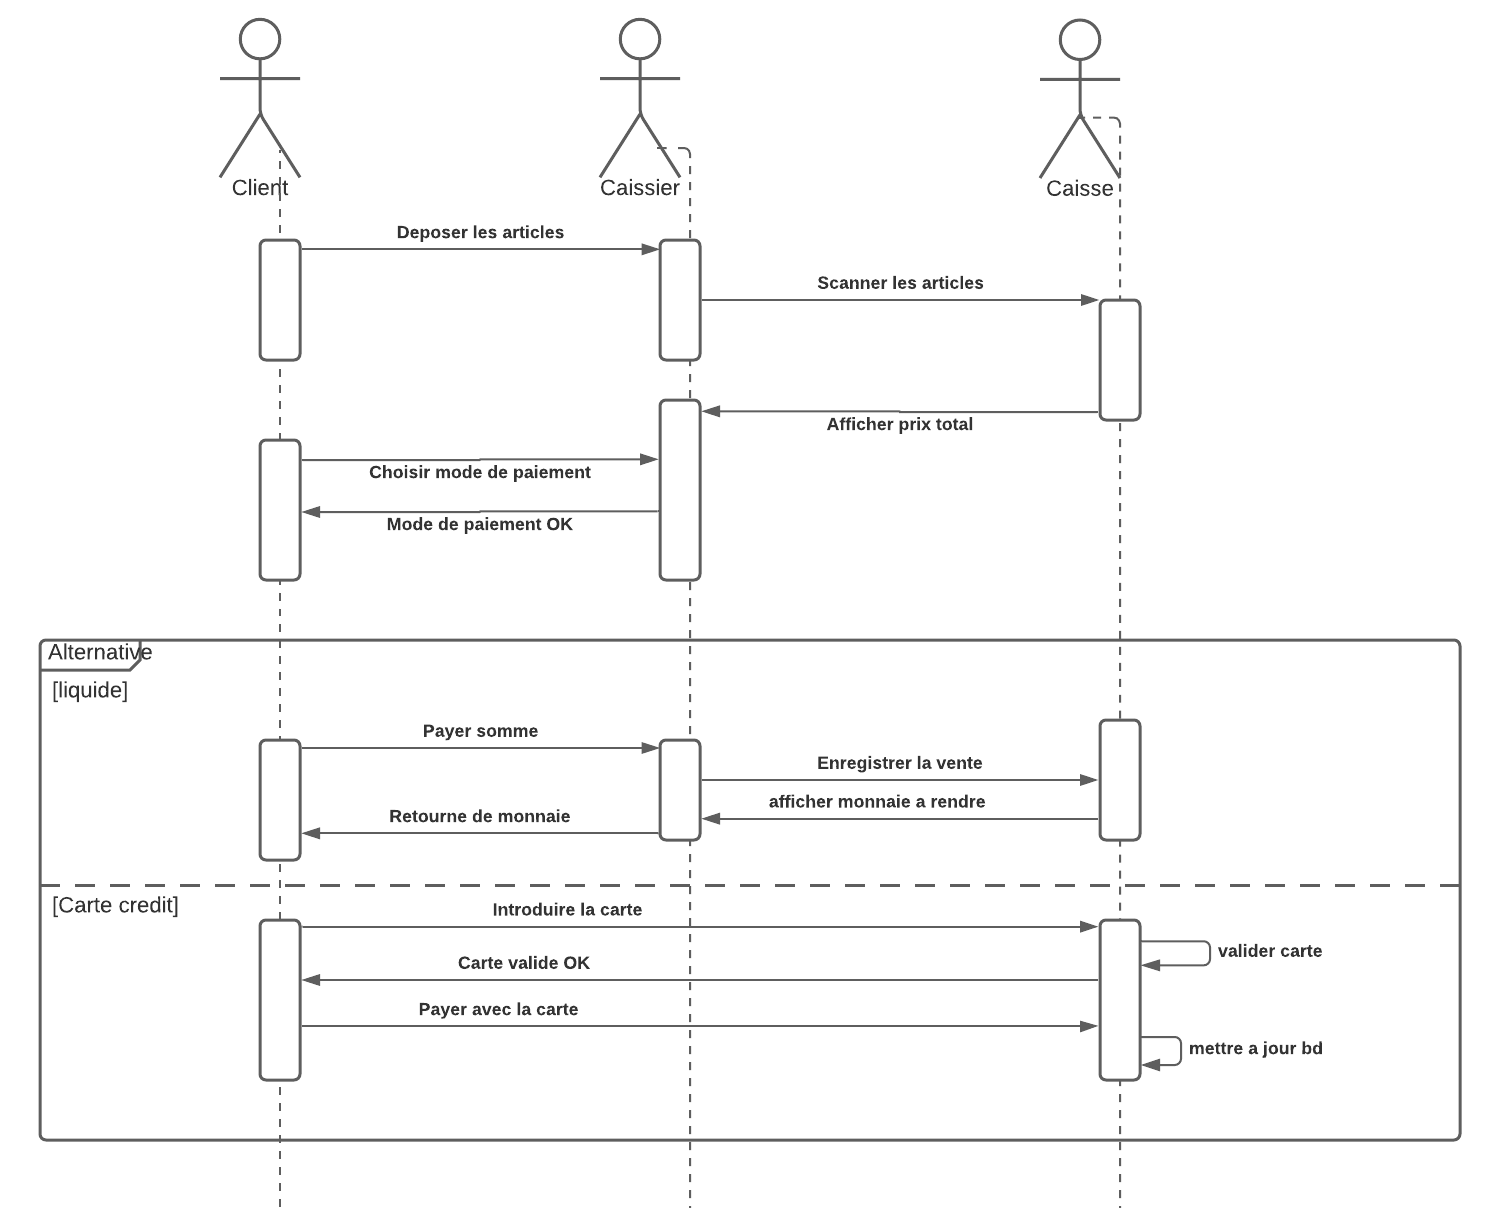 Client
Caissier
Caisse
Deposer les articles
Scanner les articles
Afficher prix total
Choisir mode de paiement
Mode de paiement OK
Alternative
[liquide]
Payer somme
Enregistrer la vente
afficher monnaie a rendre
Retourne de monnaie
[Carte credit]
Introduire la carte
valider carte
Carte valide OK
Payer avec la carte
mettre a jour bd